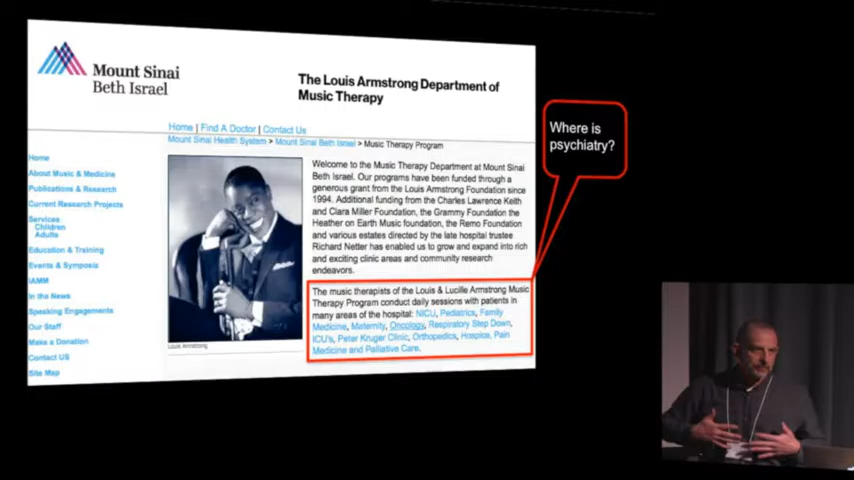 Mount Sinai
Beth Israel
The Louis Armstrong Department of
Music Therapy
Home | Find A Doctor | Contact Us
Mount Sinai Health System > Mount Sinai Beth Israel > Music Therapy Program
Home
About Music & Medicine
Publications & Research
Current Research Projects
Services
Children
Adults
Education & Training
Events & Symposia
IAMM
In the News
Speaking Engagements
Our Staff
Make a Donation
Contact US
Site Map
Louis Armstrong
Welcome to the Music Therapy Department at Mount Sinai
Beth Israel. Our programs have been funded through a
generous grant from the Louis Armstrong Foundation since
1994. Additional funding from the Charles Lawrence Keith
and Clara Miller Foundation, the Grammy Foundation the
Heather on Earth Music foundation, the Remo Foundation
and various estates directed by the late hospital trustee
Richard Netter has enabled us to grow and expand into rich
and exciting clinic areas and community research
endeavors.
The music therapists of the Louis & Lucille Armstrong Music
Therapy Program conduct daily sessions with patients in
many areas of the hospital: NICU, Pediatrics, Family
Medicine, Maternity, Oncology, Respiratory Step Down,
ICU's, Peter Kruger Clinic, Orthopedics, Hospice, Pain
Medicine and Palliative Care.
Where is
psychiatry?